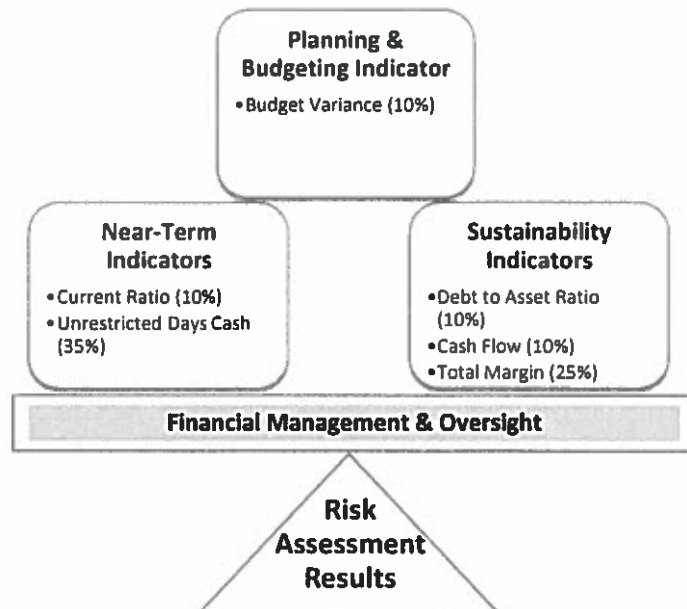 Planning &
Budgeting Indicator
•Budget Variance (10%)
Near-Term
Indicators
•Current Ratio (10%)
•Unrestricted Days Cash
(35%)
Sustainability
Indicators
•Debt to Asset Ratio
(10%)
•Cash Flow (10%)
•Total Margin (25%)
Financial Management & Oversight
Risk
Assessment
Results